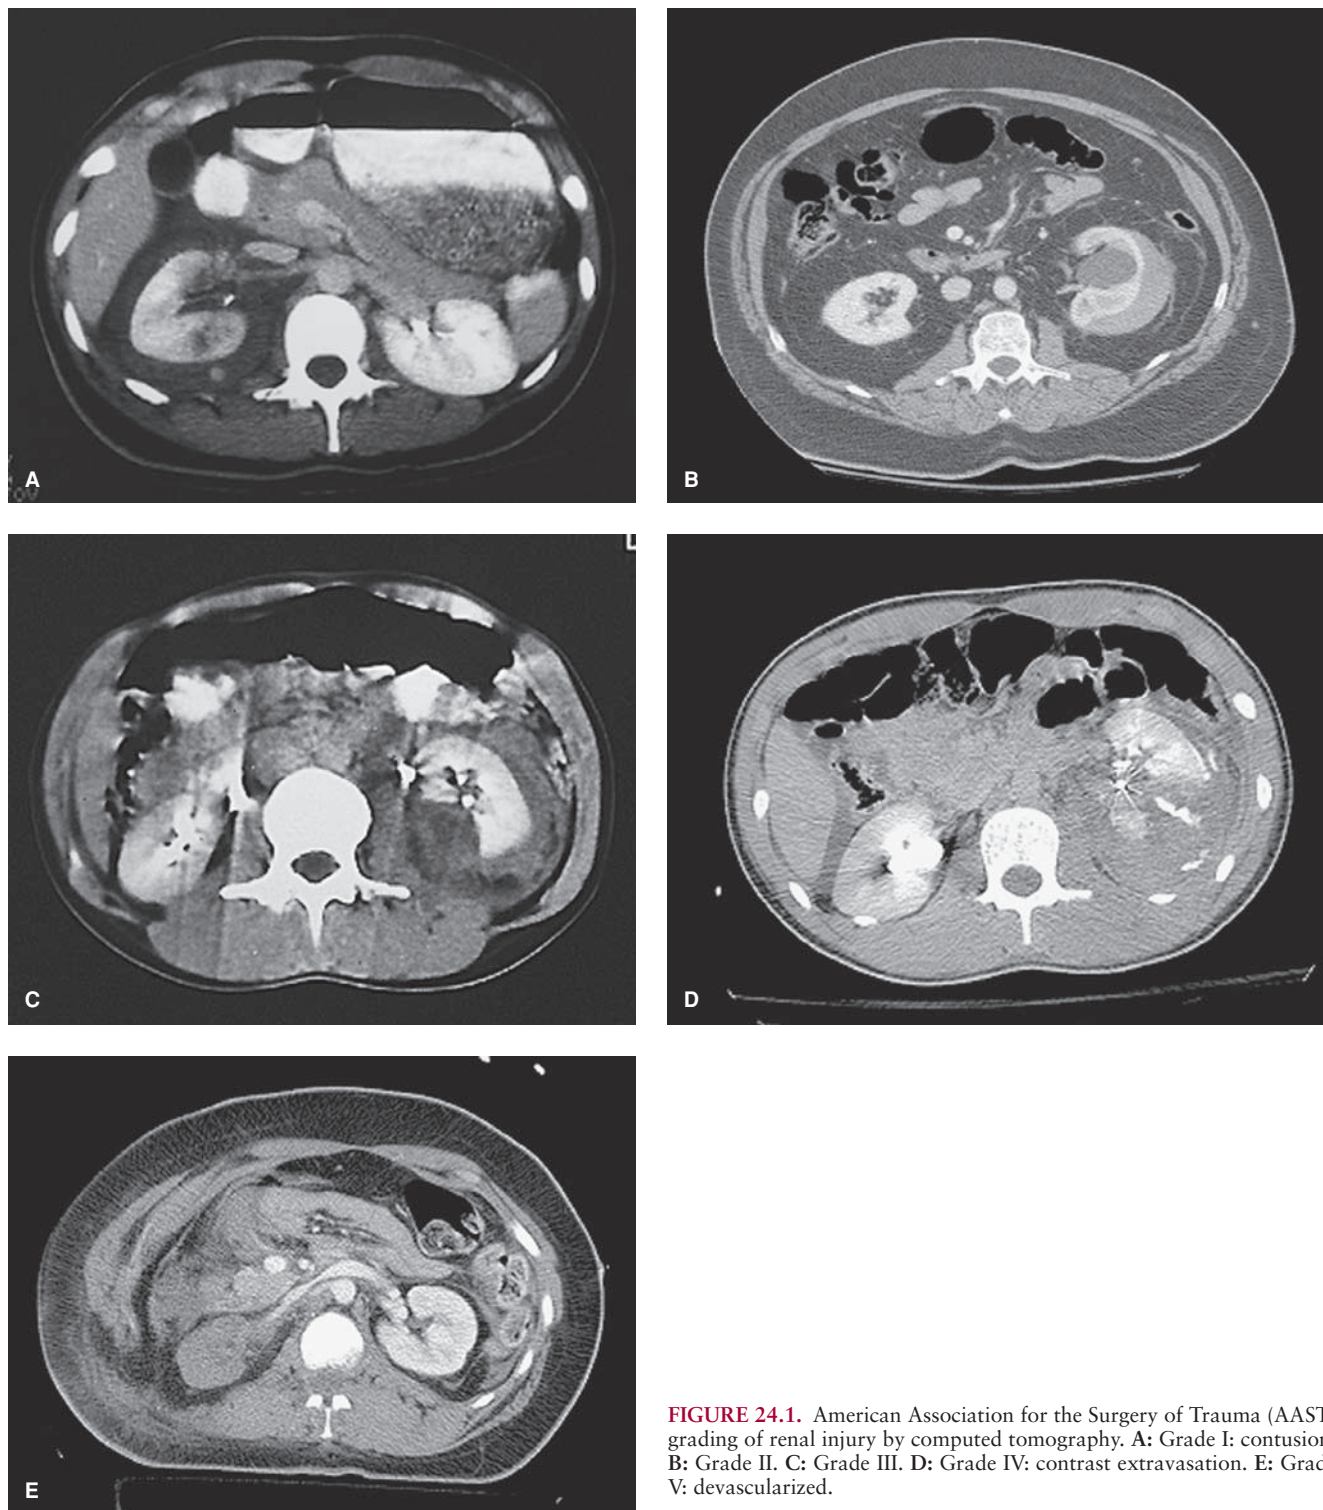 A
B
C
D
E
FIGURE 24.1. American Association for the Surgery of Trauma (AAST
grading of renal injury by computed tomography. A: Grade I: contusion
B: Grade II. C: Grade III. D: Grade IV: contrast extravasation. E: Grad
V: devascularized.